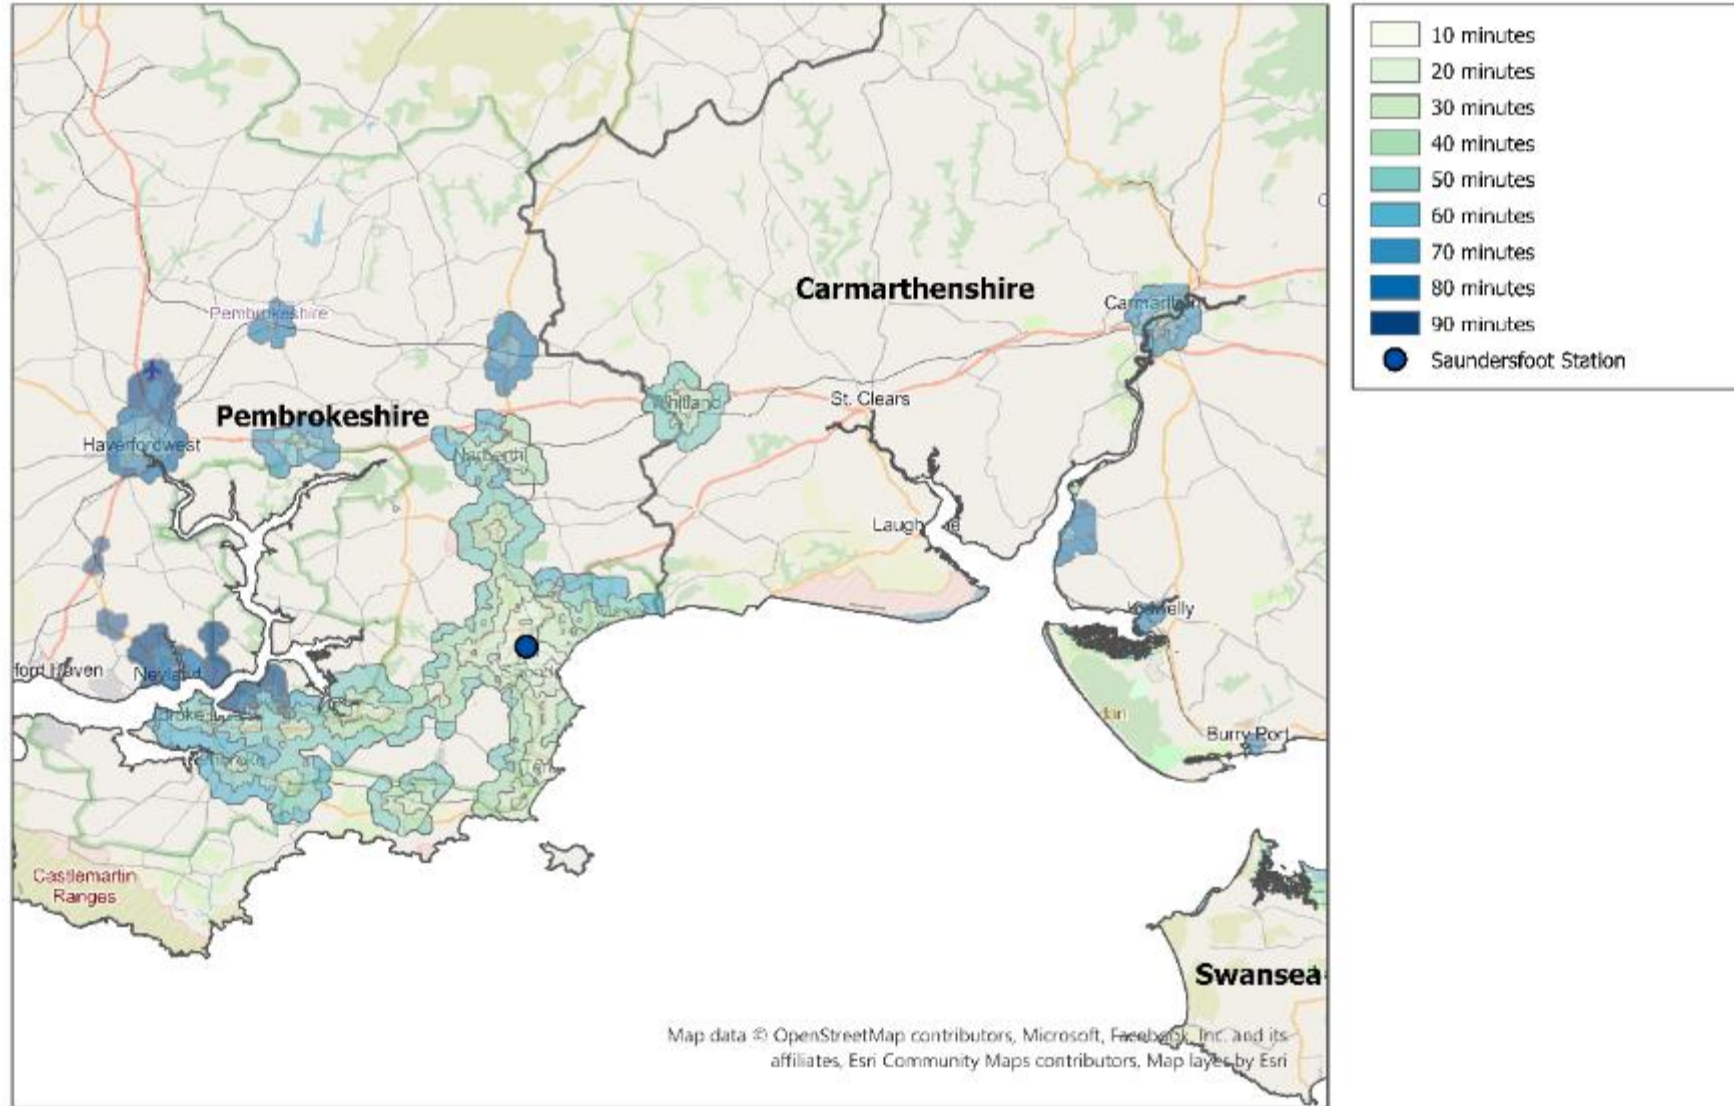 10 minutes
20 minutes
30 minutes
40 minutes
50 minutes
60 minutes
70 minutes
80 minutes
90 minutes
Saundersfoot Station
Carmarthenshire
Pembrokeshire
Pembrokeshire
St. Clears
Haverfordwest
ford Haven
Burry Port
Castlemartin
Ranges
Swansea
Map data © OpenStreetMap contributors, Microsoft, Facebook, Inc. and its
affiliates, Esri Community Maps contributors, Map layer by Esri